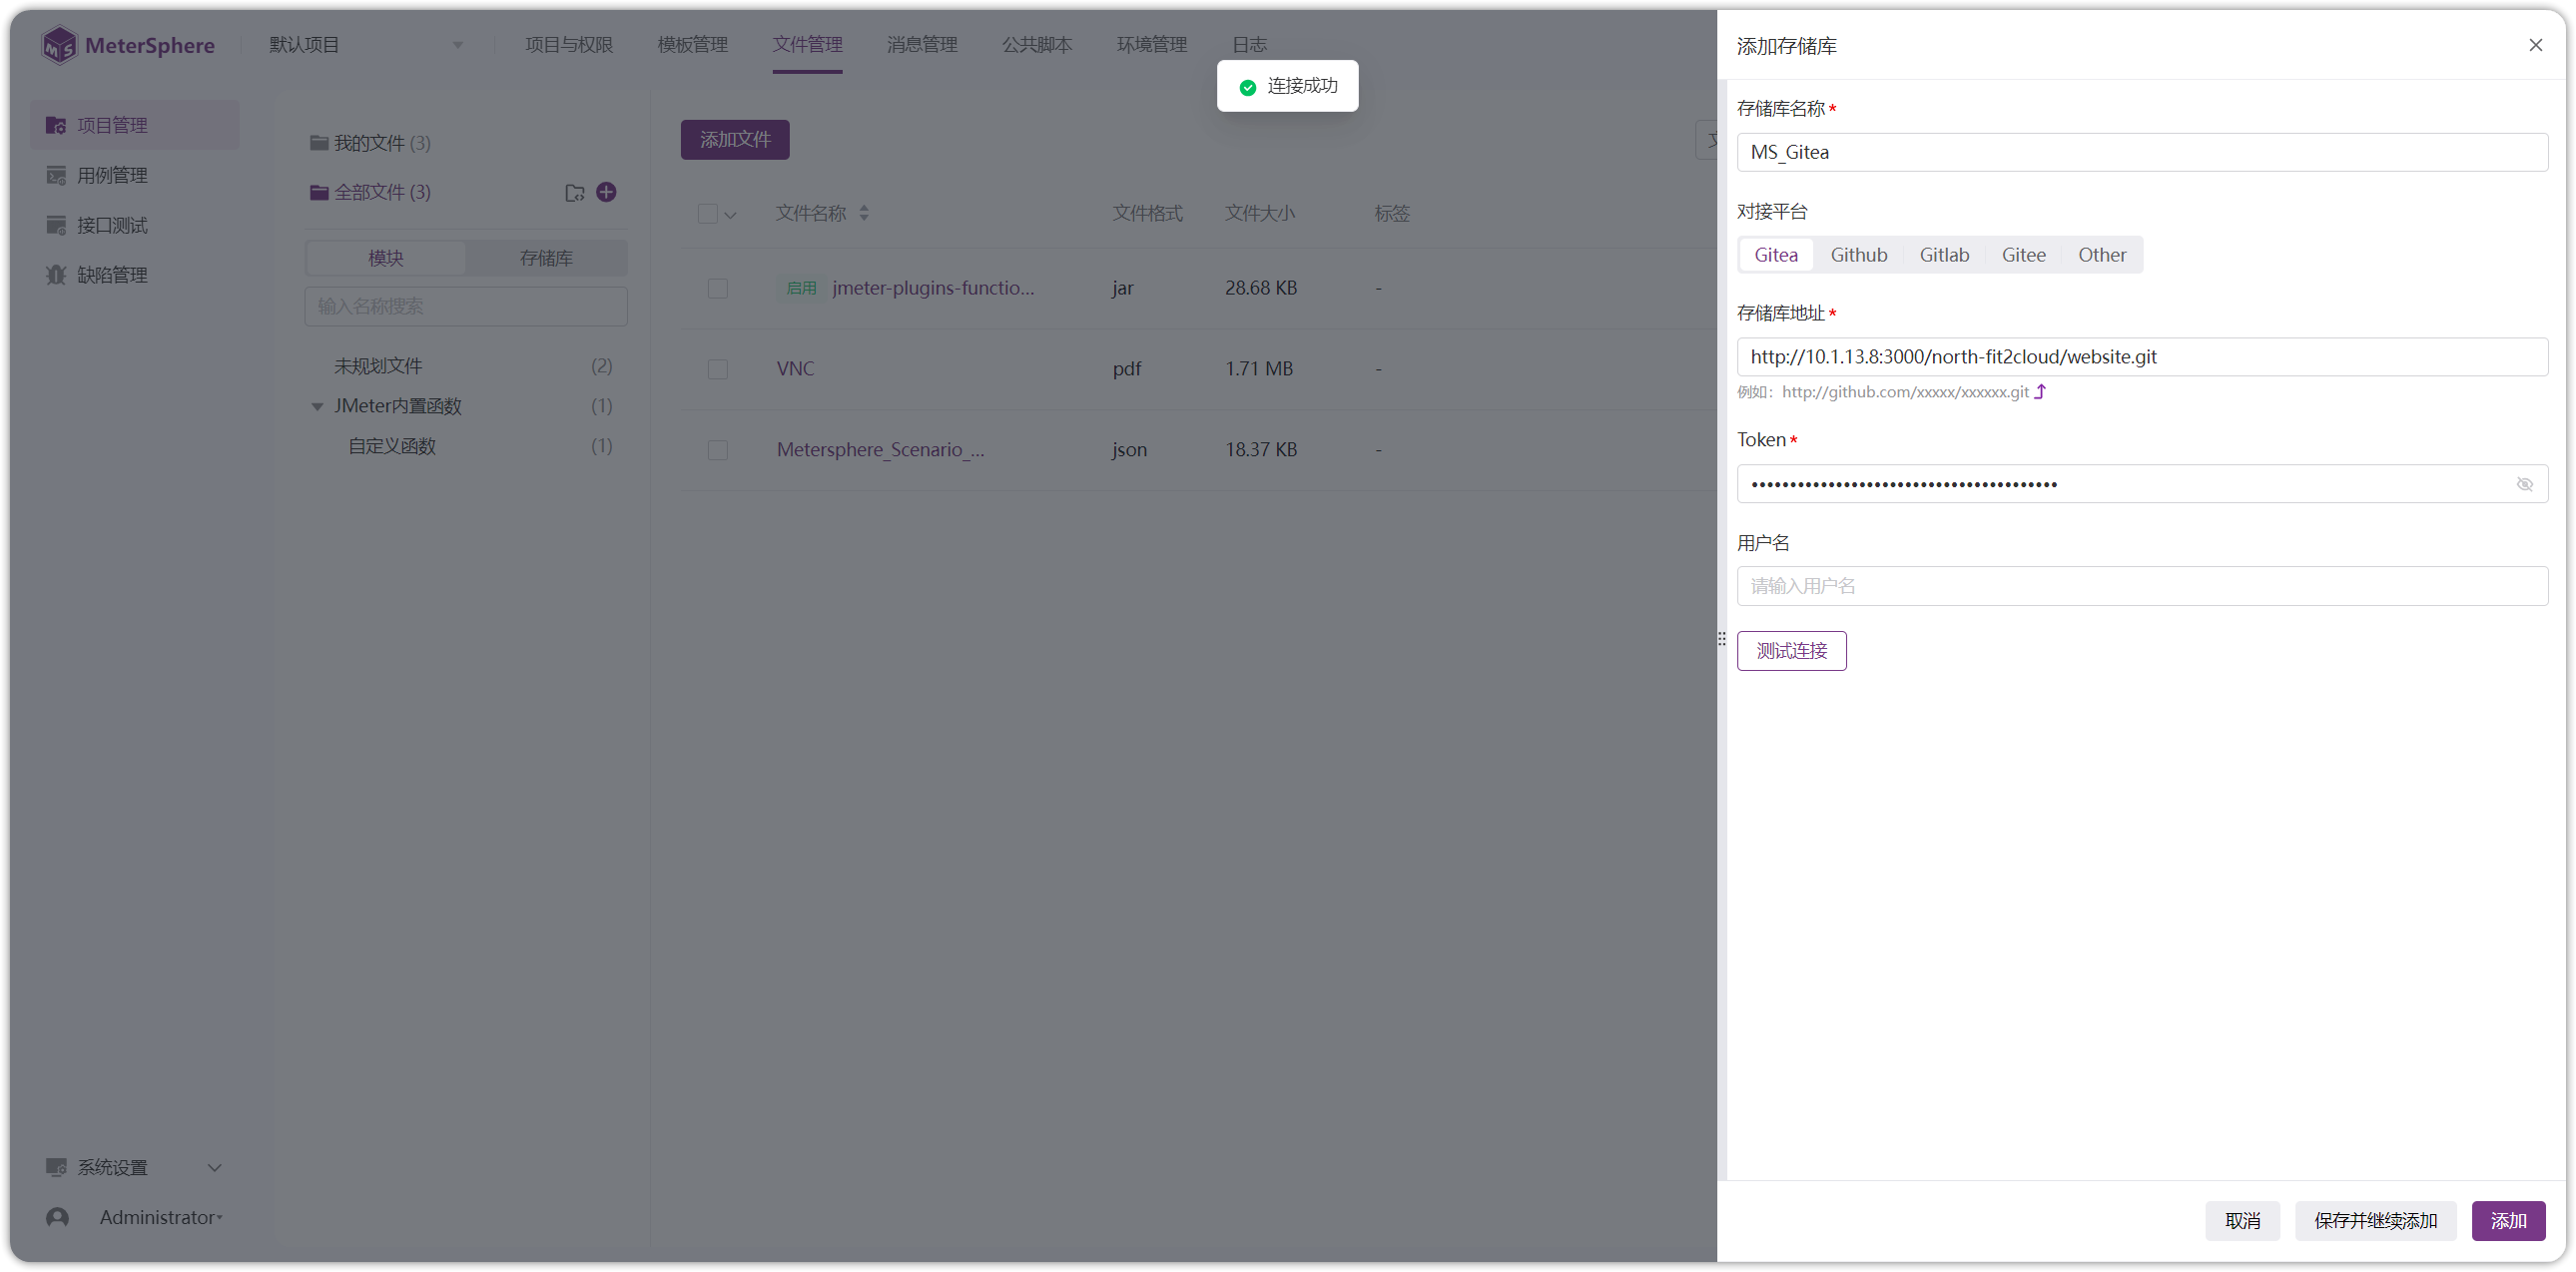 MeterSphere
默认项目
项目与权限
模板管理
文件管理
消息管理
公共脚本
环境管理
日志
连接成功
项目管理
用例管理
接口测试
缺陷管理
系统设置
Administrator
我的文件 (3)
全部文件 (3)
模块
存储库
输入名称搜索
未规划文件 (2)
JMeter内置函数 (1)
自定义函数 (1)
添加文件
文件名称 文件格式 文件大小 标签
启用 jmeter-plugins-functio... jar 28.68 KB -
VNC pdf 1.71 MB -
Metersphere_Scenario_... json 18.37 KB -
添加存储库
存储库名称*
MS_Gitea
对接平台
Gitea Github Gitlab Gitee Other
存储库地址*
http://10.1.13.8:3000/north-fit2cloud/website.git
例如：http://github.com/xxxxx/xxxxxx.git
Token*
用户名
请输入用户名
测试连接
取消 保存并继续添加 添加